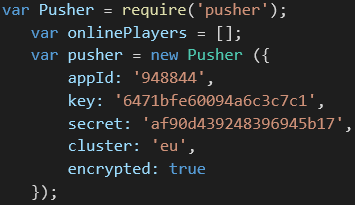 var Pusher = require('pusher');
var onlinePlayers = [];
var pusher = new Pusher ({
appId: '948844',
key: '6471bfe60094a6c3c7c1',
secret: 'af90d439248396945b17',
cluster: 'eu',
encrypted: true
});